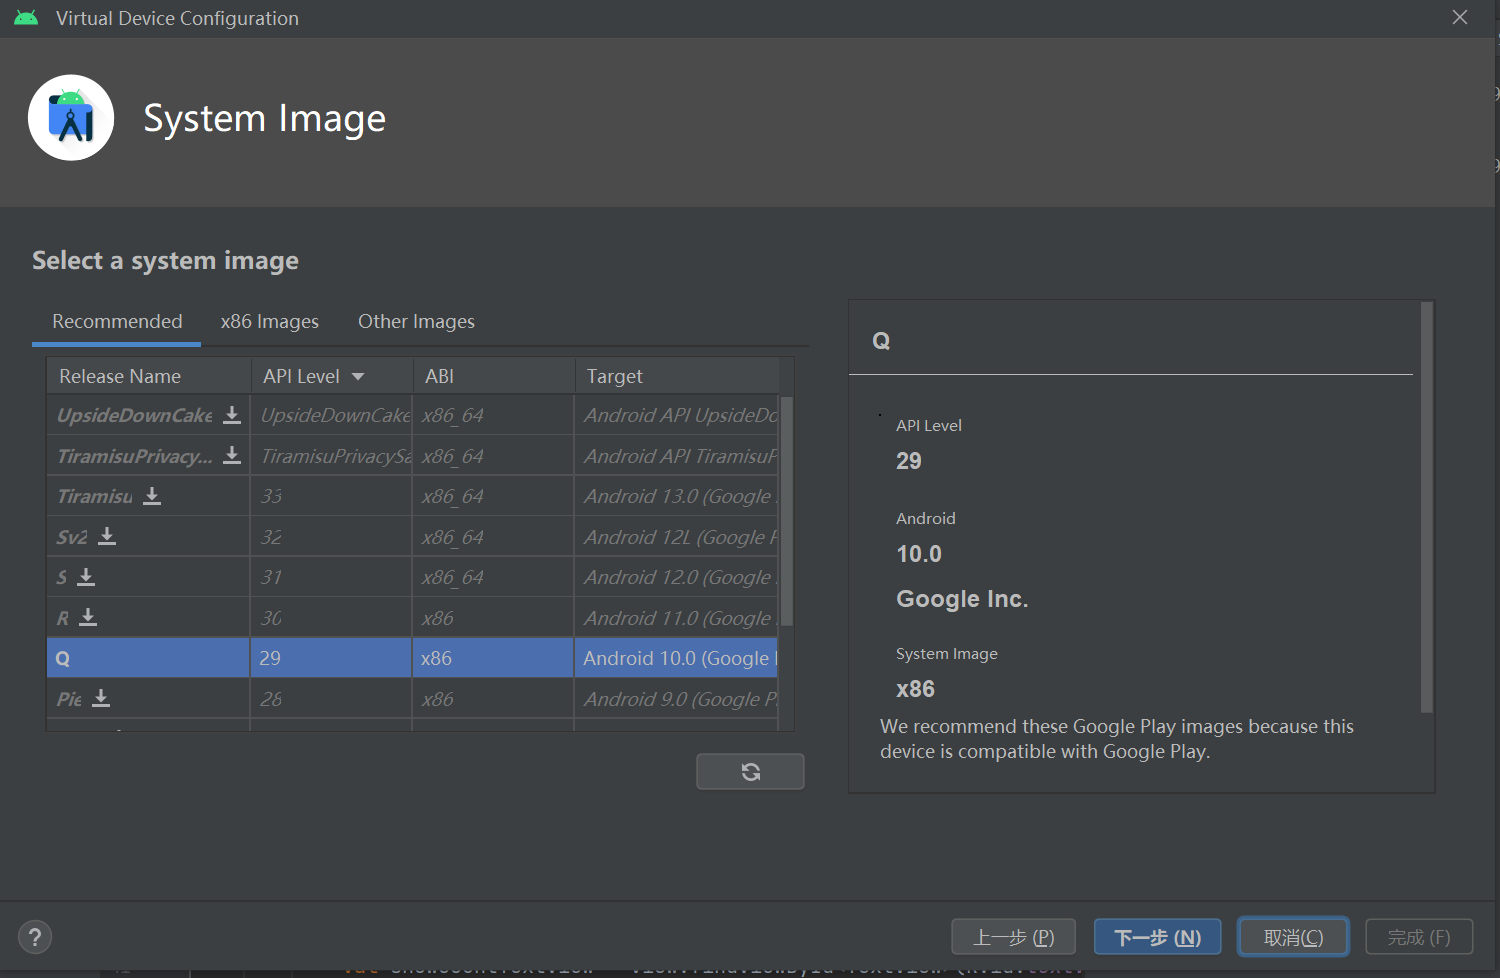 Virtual Device Configuration
System Image
Select a system image
Recommended x86 Images Other Images
Release Name API Level ABI Target
UpsideDownCake UpsideDownCake x86_64 Android API UpsideDo
TiramisuPrivacy... TiramisuPrivacySa x86_64 Android API TiramisuP
Tiramisu 33 x86_64 Android 13.0 (Google
Sv2 32 x86_64 Android 12L (Google P
S 31 x86_64 Android 12.0 (Google
R 30 x86 Android 11.0 (Google
Q 29 x86 Android 10.0 (Google
Pie 28 x86 Android 9.0 (Google P
Q
API Level
29
Android
10.0
Google Inc.
System Image
x86
We recommend these Google Play images because this
device is compatible with Google Play.
? 上一步 (P) 下一步 (N) 取消(C) 完成 (F)